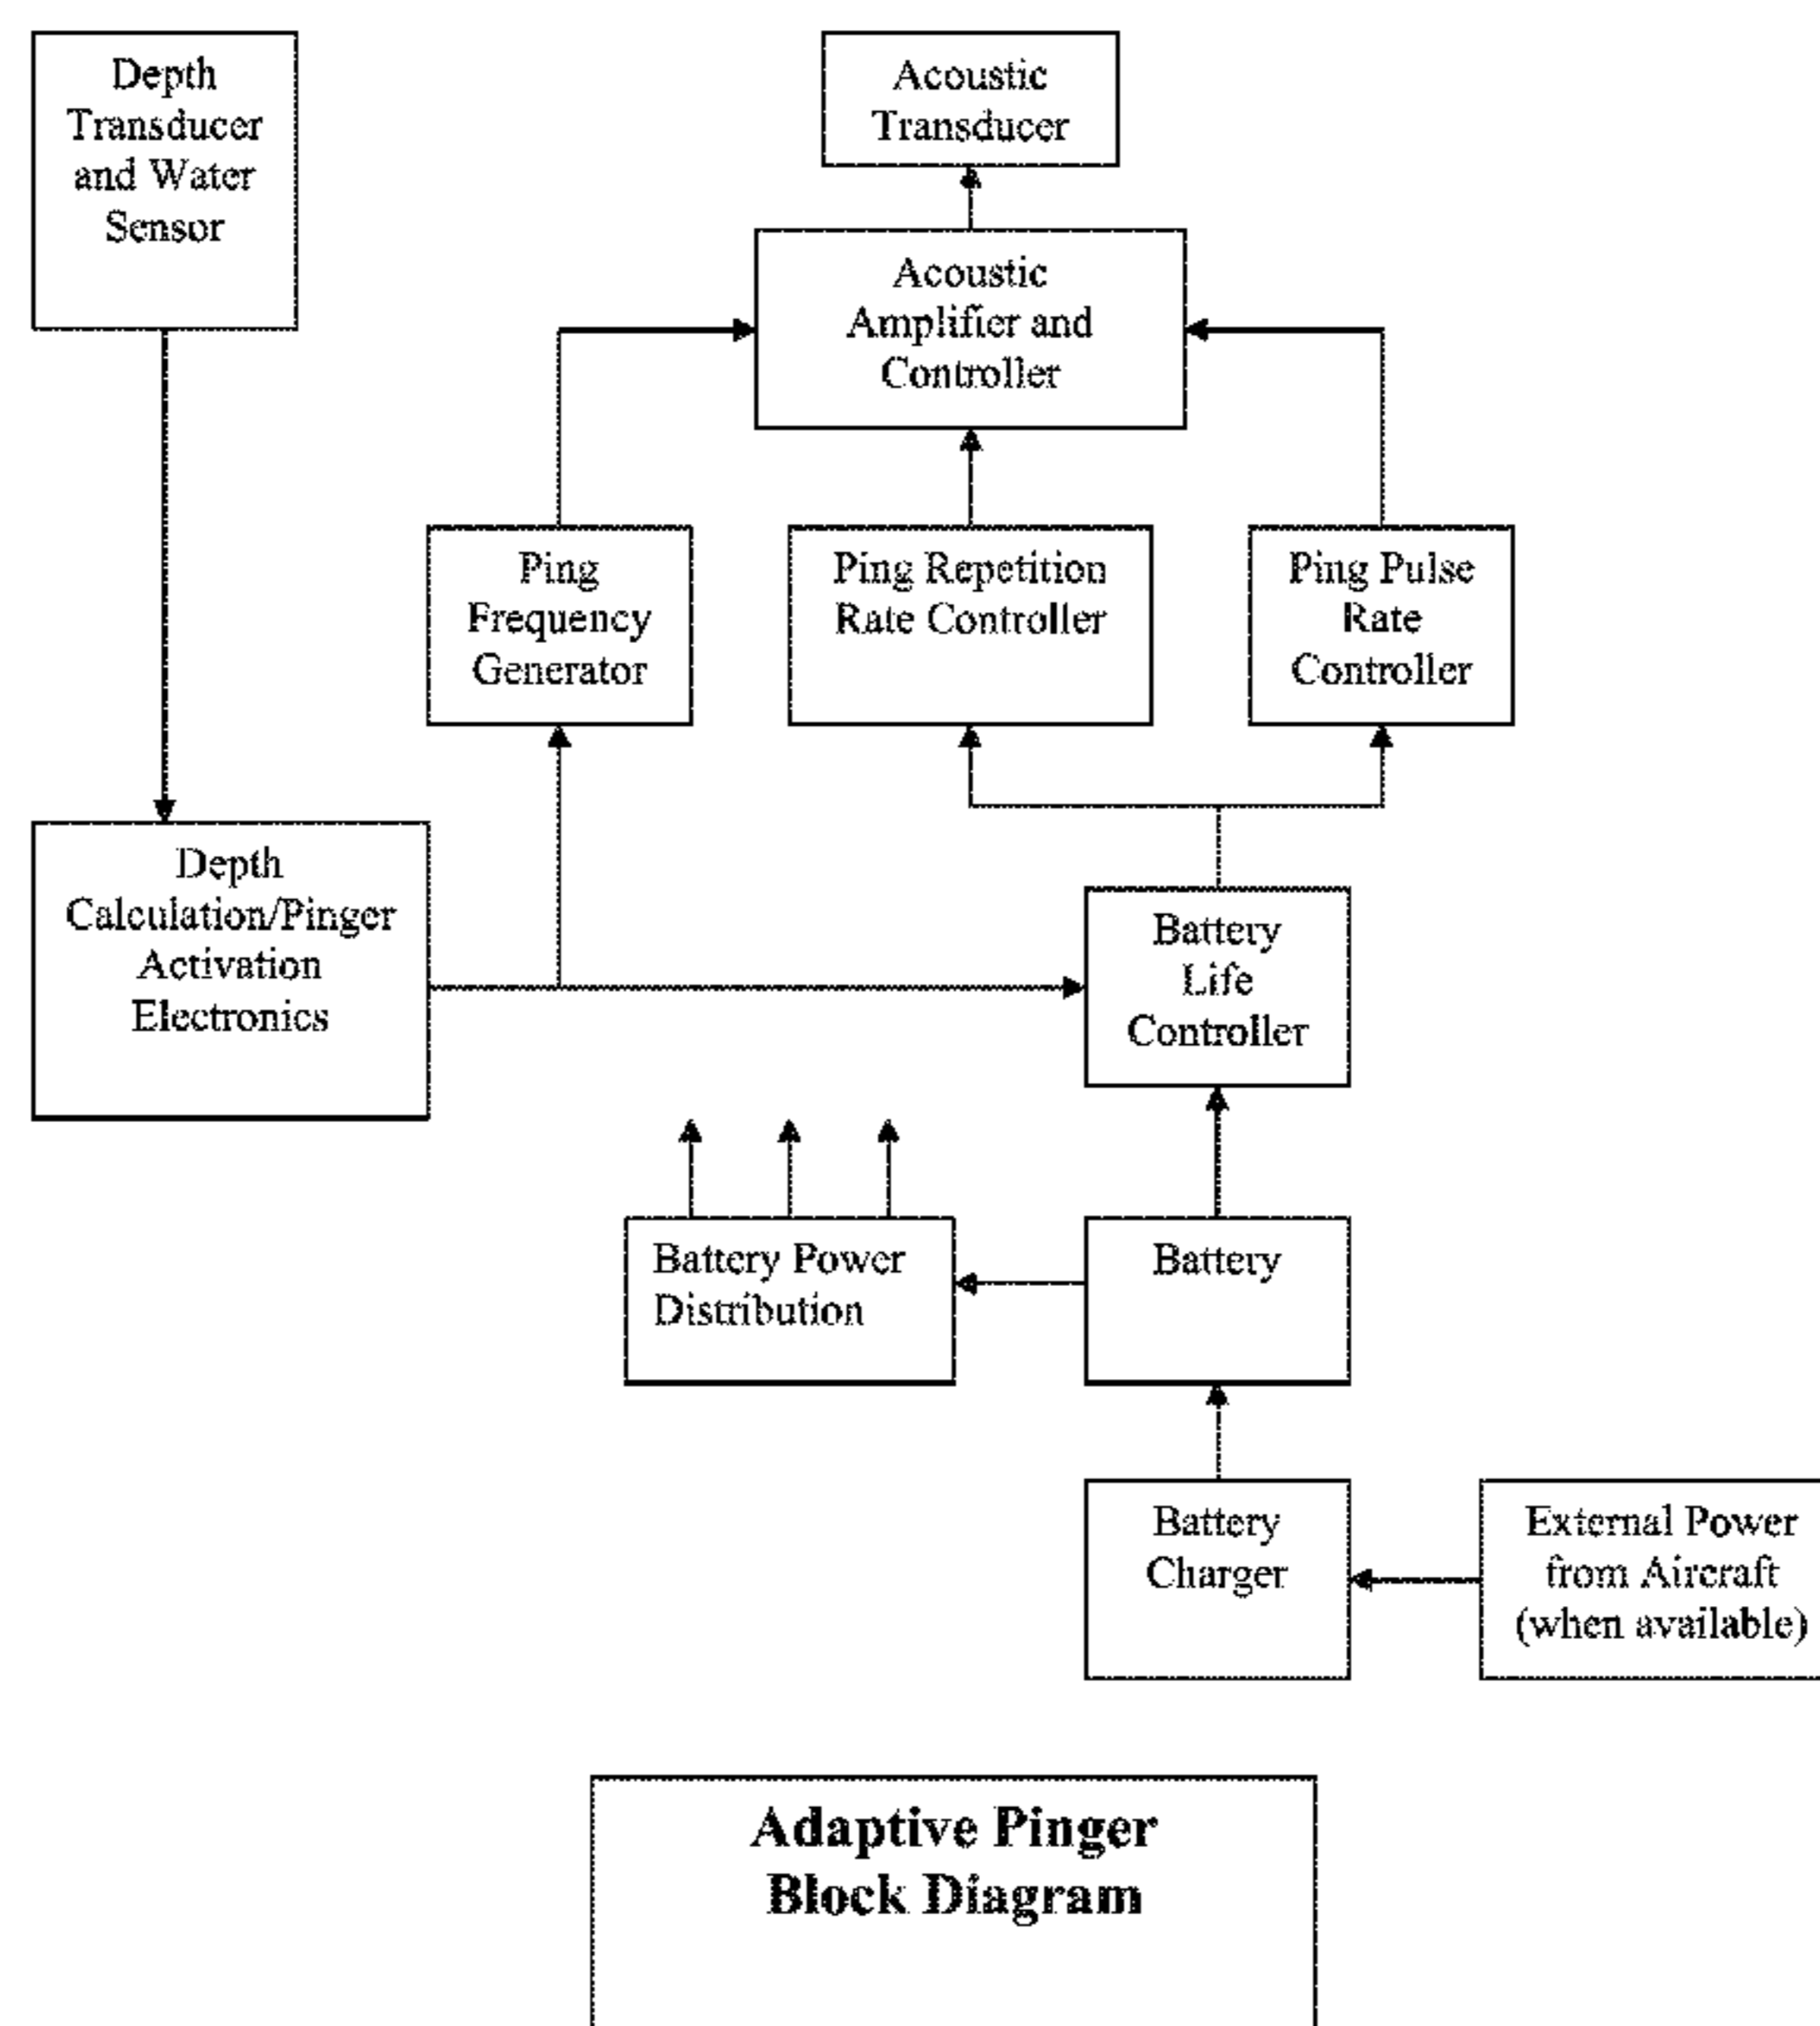 Depth
Transducer
and Water
Sensor
Acoustic
Transducer
Acoustic
Amplifier and
Controller
Ping
Frequency
Generator
Ping Repetition
Rate Controller
Ping Pulse
Rate
Controller
Depth
Calculation/Pinger
Activation
Electronics
Battery
Life
Controller
Battery Power
Distribution
Battery
Battery
Charger
External Power
from Aircraft
(when available)
Adaptive Pinger
Block Diagram